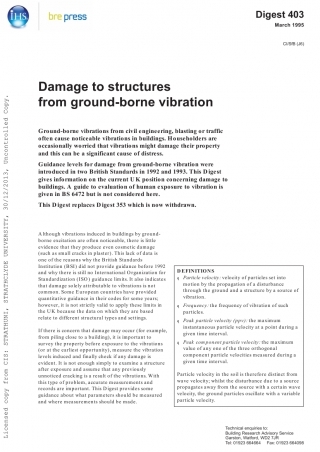 IHS
bre press
Digest 403
March 1995
CI/SfB (J6)
Damage to structures
from ground-borne vibration
Ground-borne vibrations from civil engineering, blasting or traffic
often cause noticeable vibrations in buildings. Householders are
occasionally worried that vibrations might damage their property
and this can be a significant cause of distress.
Guidance levels for damage from ground-borne vibration were
introduced in two British Standards in 1992 and 1993. This Digest
gives information on the current UK position concerning damage to
buildings. A guide to evaluation of human exposure to vibration is
given in BS 6472 but is not considered here.
This Digest replaces Digest 353 which is now withdrawn.
Although vibrations induced in buildings by ground-
borne excitation are often noticeable, there is little
evidence that they produce even cosmetic damage
(such as small cracks in plaster). This lack of data is
one of the reasons why the British Standards
Institution (BSI) did not provide guidance before 1992
and why there is still no International Organization for
Standardization (ISO) guidance limits. It also indicates
that damage solely attributable to vibrations is not
common. Some European countries have provided
quantitative guidance in their codes for some years;
however, it is not strictly valid to apply these limits in
the UK because the data on which they are based
relate to different structural types and settings.
If there is concern that damage may occur (for example,
from piling close to a building), it is important to
survey the property before exposure to the vibrations
(or at the earliest opportunity), measure the vibration
levels induced and finally check if any damage is
evident. It is not enough simply to examine a structure
after exposure and assume that any previously
unnoticed cracking is a result of the vibrations. With
this type of problem, accurate measurements and
records are important. This Digest provides some
guidance about what parameters should be measured
and where measurements should be made.
DEFINITIONS
q Particle velocity: velocity of particles set into
motion by the propagation of a disturbance
through the ground and a structure by a source of
vibration.
q Frequency: the frequency of vibration of such
particles.
q Peak particle velocity (ppv): the maximum
instantaneous particle velocity at a point during a
given time interval.
q Peak component particle velocity: the maximum
value of any one of the three orthogonal
component particle velocities measured during a
given time interval.
Particle velocity in the soil is therefore distinct from
wave velocity; whilst the disturbance due to a source
propagates away from the source with a certain wave
velocity, the ground particles oscillate with a variable
particle velocity.
Technical enquiries to:
Building Research Advisory Service
Garston, Watford, WD2 7JR
Tel: 01923 664664 Fax: 01923 664098
Licensed copy from CIS: STRATHUNI, STRATHCLYDE UNIVERSITY, 30/12/2013, Uncontrolled Copy.